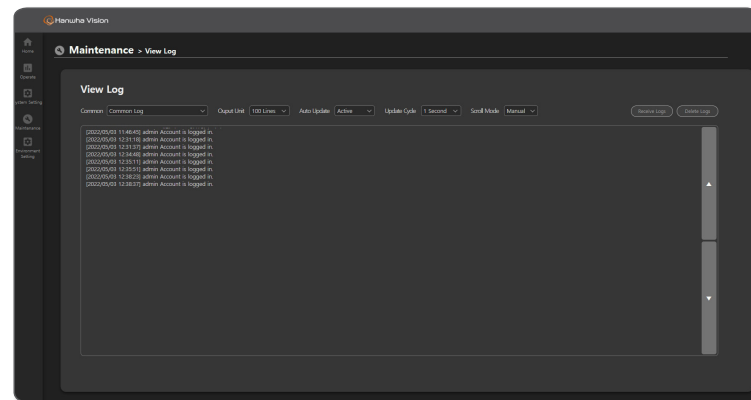 Hanwha Vision
Home
Operate
System Setting
Maintenance
Environment
Setting
Maintenance > View Log
View Log
Common Common Log Ouput Unit 100 Lines Auto Update Active Update Cycle 1 Second Scroll Mode Manual Receive Logs Delete Logs
[2022/05/03 11:46:45] admin Account is logged in.
[2022/05/03 12:31:18] admin Account is logged in.
[2022/05/03 12:31:37] admin Account is logged in.
[2022/05/03 12:34:48] admin Account is logged in.
[2022/05/03 12:35:11] admin Account is logged in.
[2022/05/03 12:35:51] admin Account is logged in.
[2022/05/03 12:38:23] admin Account is logged in.
[2022/05/03 12:38:37] admin Account is logged in.